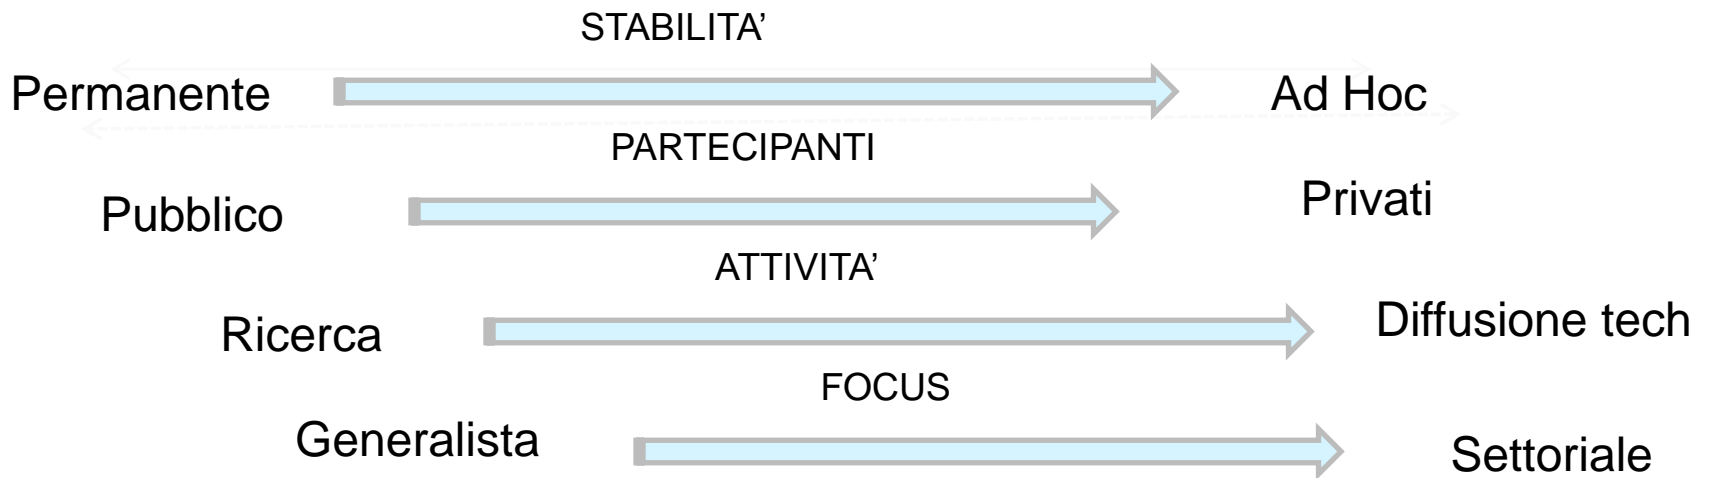 STABILITA’
Permanente Ad Hoc
PARTECIPANTI
Pubblico Privati
ATTIVITA’
Ricerca Diffusione tech
FOCUS
Generalista Settoriale